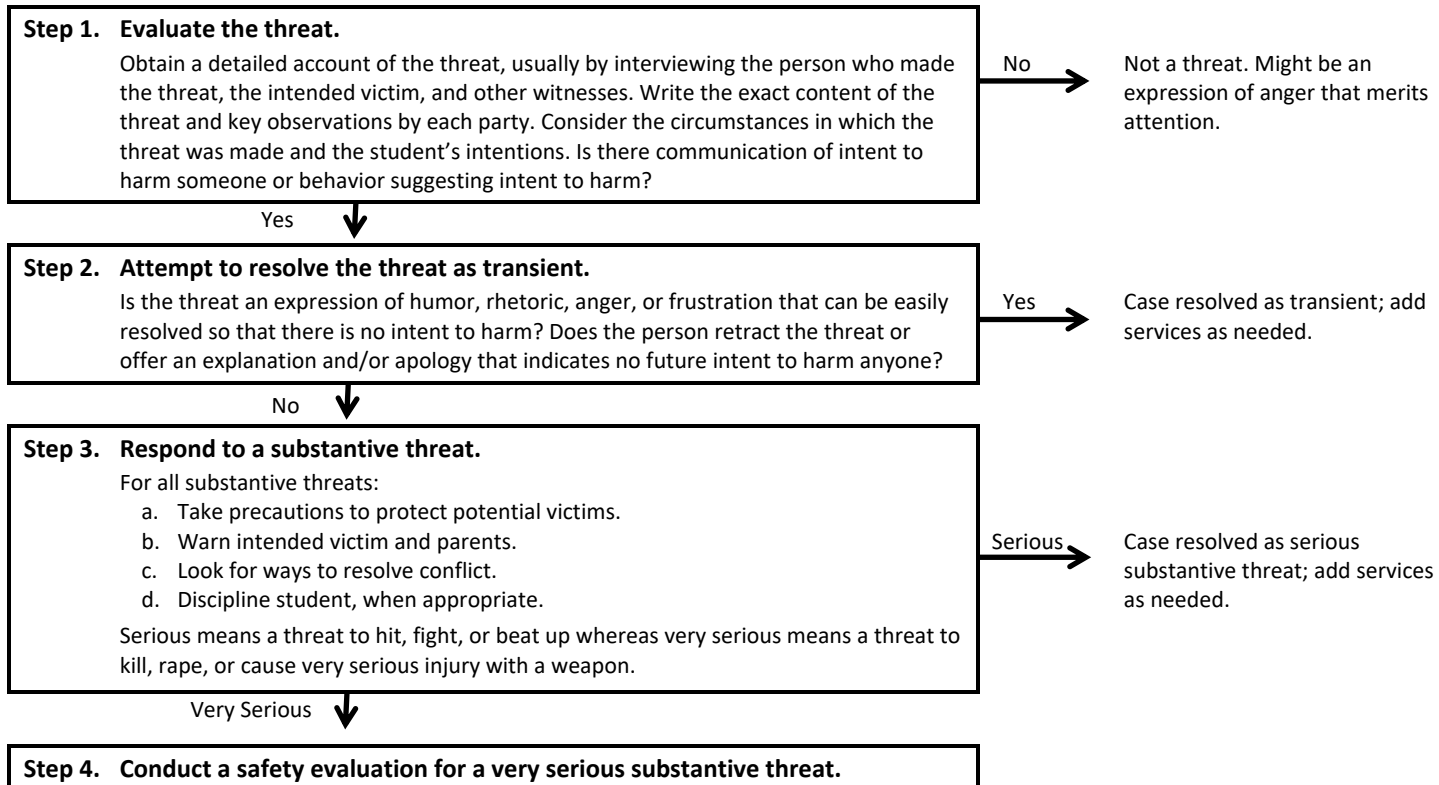 Step 1. Evaluate the threat.
Obtain a detailed account of the threat, usually by interviewing the person who made
the threat, the intended victim, and other witnesses. Write the exact content of the
threat and key observations by each party. Consider the circumstances in which the
threat was made and the student’s intentions. Is there communication of intent to
harm someone or behavior suggesting intent to harm?
No
Not a threat. Might be an
expression of anger that merits
attention.
Yes
Step 2. Attempt to resolve the threat as transient.
Is the threat an expression of humor, rhetoric, anger, or frustration that can be easily
resolved so that there is no intent to harm? Does the person retract the threat or
offer an explanation and/or apology that indicates no future intent to harm anyone?
Yes
Case resolved as transient; add
services as needed.
No
Step 3. Respond to a substantive threat.
For all substantive threats:
a. Take precautions to protect potential victims.
b. Warn intended victim and parents.
c. Look for ways to resolve conflict.
d. Discipline student, when appropriate.
Serious means a threat to hit, fight, or beat up whereas very serious means a threat to
kill, rape, or cause very serious injury with a weapon.
Serious
Case resolved as serious
substantive threat; add services
as needed.
Very Serious
Step 4. Conduct a safety evaluation for a very serious substantive threat.